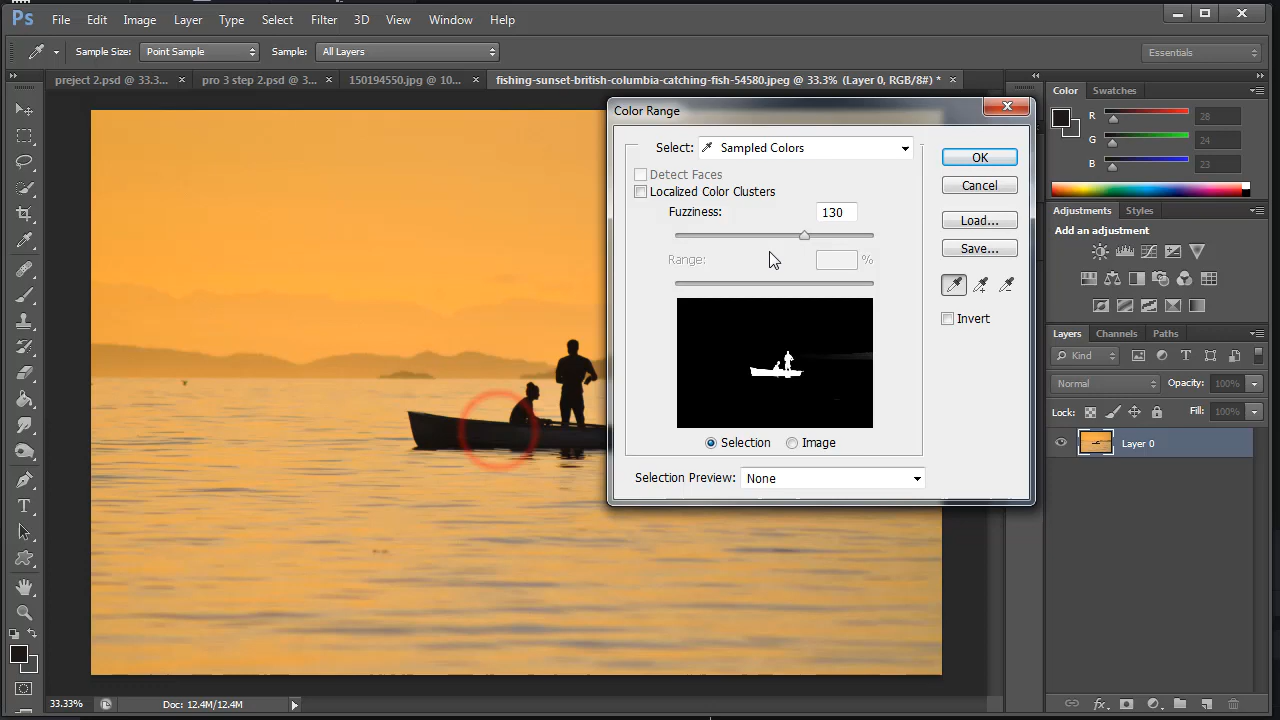 Ps File Edit Image Layer Type Select Filter 3D View Window Help
Sample Size: Point Sample Sample: All Layers Essentials
preject 2.psd @ 33.3... × pro 3 step 2.psd @ 3... × 150194550.jpg @ 10... × fishing-sunset-british-columbia-catching-fish-54580.jpeg @ 33.3% (Layer 0, RGB/8#) * ×
Color Range
Select: Sampled Colors
Detect Faces
Localized Color Clusters
Fuzziness: 130
Range: %
Selection Image
Selection Preview: None
OK
Cancel
Load...
Save...
Invert
Color Swatches
R 28
G 24
B 23
Adjustments Styles
Add an adjustment
Layers Channels Paths
Kind
Normal Opacity: 100%
Lock: Fill: 100%
Layer 0
33.33% Doc: 12.4M/12.4M